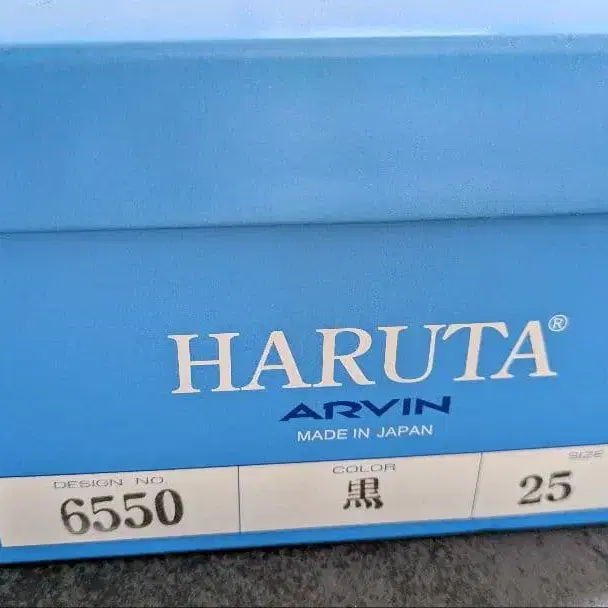 HARUTA®
ARVIN
MADE IN JAPAN
DESIGN NO. COLOR SIZE
6550 黒 25